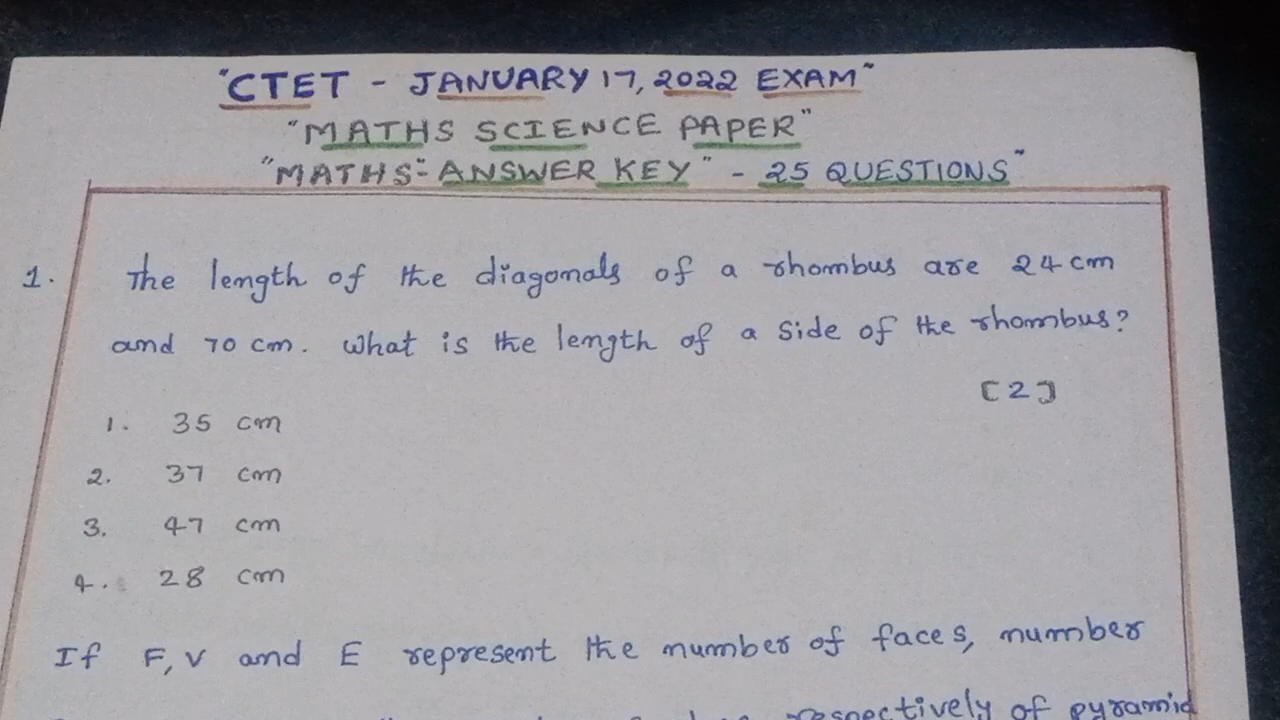 "CTET - JANUARY 17, 2022 EXAM"
"MATHS SCIENCE PAPER"
"MATHS"-ANSWER KEY" - 25 QUESTIONS"
1. The length of the diagonals of a rhombus are 24 cm
and 70 cm. What is the length of a side of the rhombus?
[2]
1. 35 cm
2. 37 cm
3. 47 cm
4. 28 cm
If F, V and E represent the number of faces, number
respectively of pyramid